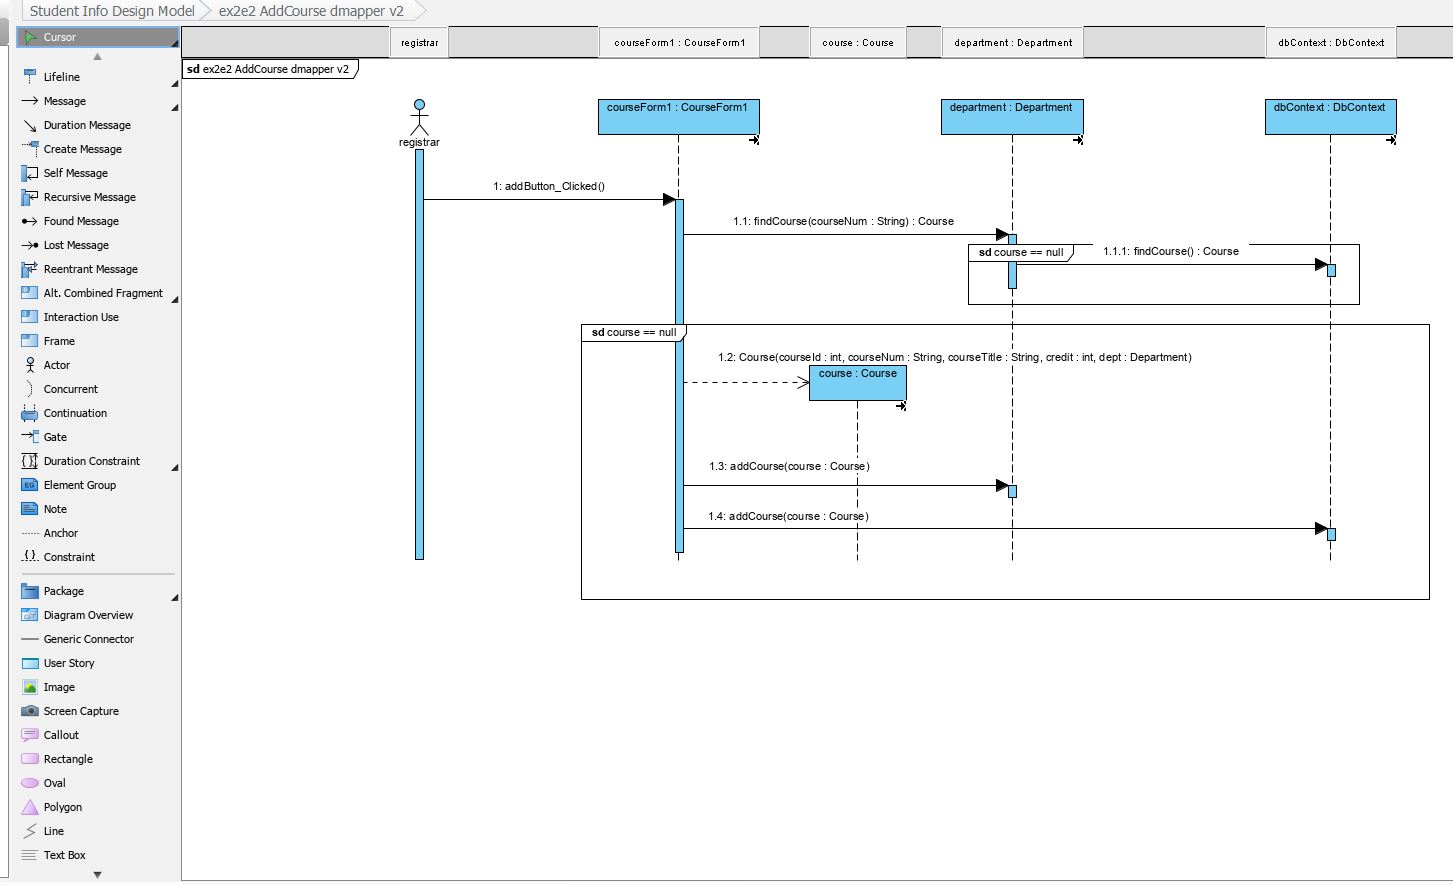 Student Info Design Model
ex2e2 AddCourse dmapper v2
Cursor
Lifeline
Message
Duration Message
Create Message
Self Message
Recursive Message
Found Message
Lost Message
Reentrant Message
Alt. Combined Fragment
Interaction Use
Frame
Actor
Concurrent
Continuation
Gate
Duration Constraint
Element Group
Note
Anchor
Constraint
Package
Diagram Overview
Generic Connector
User Story
Image
Screen Capture
Callout
Rectangle
Oval
Polygon
Line
Text Box
registrar
courseForm1 : CourseForm1
course : Course
department : Department
dbContext : DbContext
sd ex2e2 AddCourse dmapper v2
registrar
courseForm1 : CourseForm1
department : Department
dbContext : DbContext
1: addButton_Clicked()
1.1: findCourse(courseNum : String) : Course
sd course == null
1.1.1: findCourse() : Course
sd course == null
1.2: Course(courseId : int, courseNum : String, courseTitle : String, credit : int, dept : Department)
course : Course
1.3: addCourse(course : Course)
1.4: addCourse(course : Course)